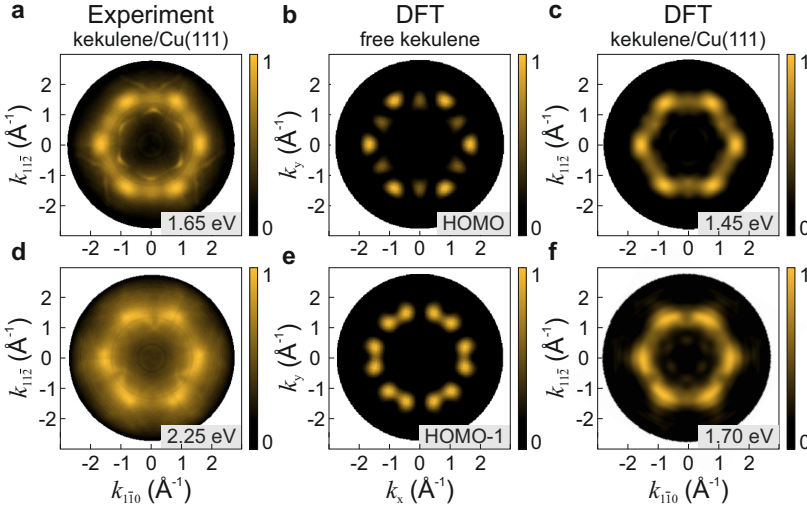 a Experiment kekulene/Cu(111)
b DFT free kekulene
c DFT kekulene/Cu(111)
k₁₁₂̄ (Å⁻¹)
2
1
0
-1
-2
1.65 eV
1
0
k_y (Å⁻¹)
2
1
0
-1
-2
HOMO
1
0
k₁₁₂̄ (Å⁻¹)
2
1
0
-1
-2
1.45 eV
1
0
d
e
f
k₁₁₂̄ (Å⁻¹)
2
1
0
-1
-2
2.25 eV
1
0
-2 -1 0 1 2
k₁₁̄₀ (Å⁻¹)
k_y (Å⁻¹)
2
1
0
-1
-2
HOMO-1
1
0
-2 -1 0 1 2
k_x (Å⁻¹)
k₁₁₂̄ (Å⁻¹)
2
1
0
-1
-2
1.70 eV
1
0
-2 -1 0 1 2
k₁₁̄₀ (Å⁻¹)